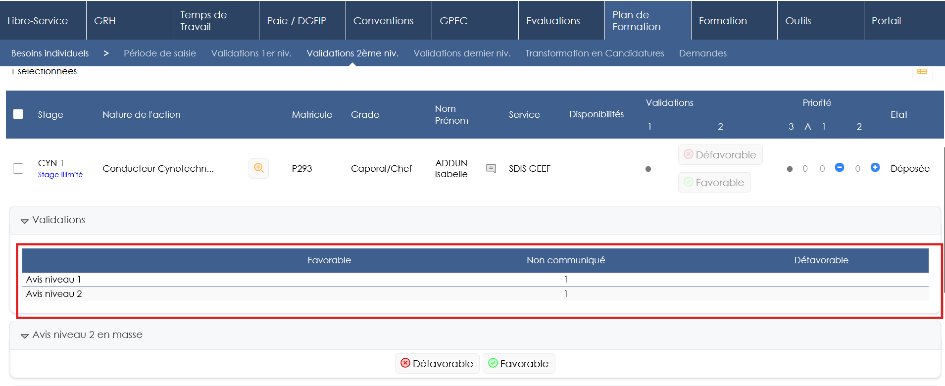 Libre-Service GRH Temps de Travail Paie / DGFIP Conventions GPEC Evaluations Plan de Formation Formation Outils Portail
Besoins individuels > Période de saisie Validations 1er niv. Validations 2ème niv. Validations dernier niv. Transformation en Candidatures Demandes
1 sélectionnées
Stage Nature de l'action Matricule Grade Nom Prénom Service Disponibilités Validations 1 2 Priorité 3 A 1 2 Etat
CYN 1 Conducteur Cynotechn... P293 Caporal/Chef ADDUN Isabelle SDIS GEEF Défavorable 0 0 0 Déposée
Stage illimité Favorable
Validations
Favorable Non communiqué Défavorable
Avis niveau 1 1
Avis niveau 2 1
Avis niveau 2 en masse
Défavorable Favorable